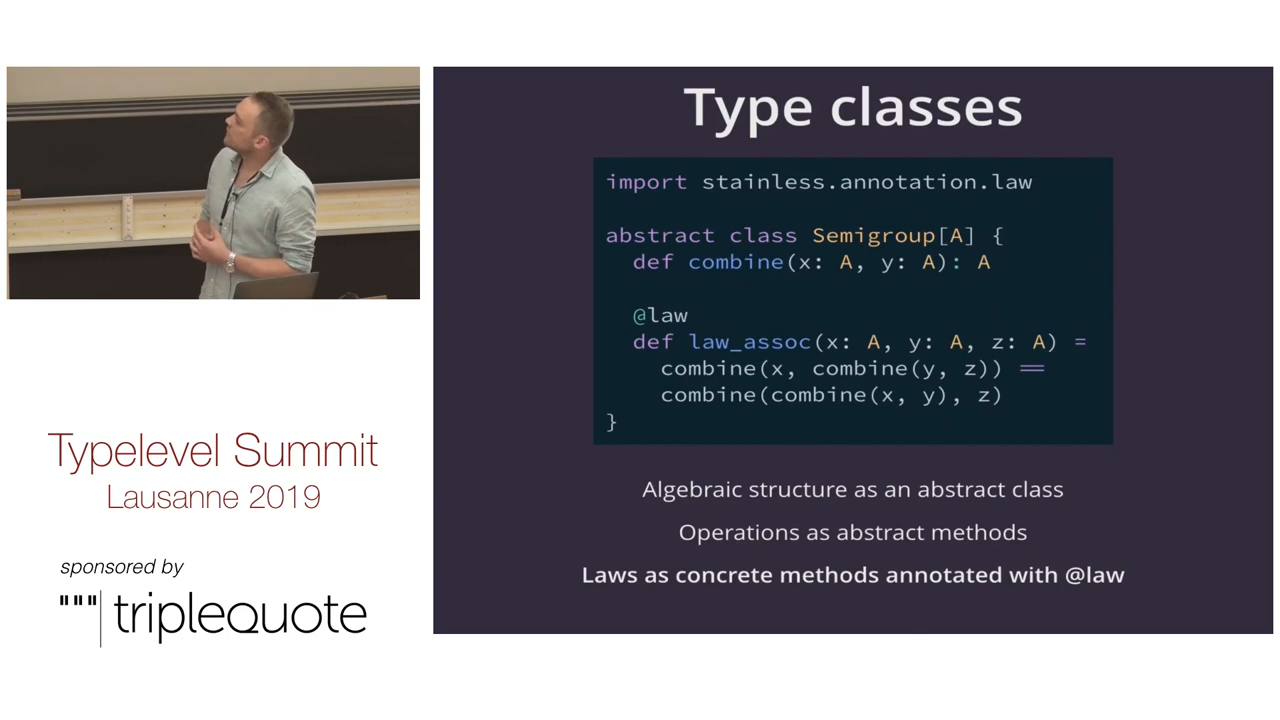 Type classes
import stainless.annotation.law
abstract class Semigroup[A] {
def combine(x: A, y: A): A
@law
def law_assoc(x: A, y: A, z: A) =
combine(x, combine(y, z)) ==
combine(combine(x, y), z)
}
Algebraic structure as an abstract class
Operations as abstract methods
Laws as concrete methods annotated with @law
Typelevel Summit
Lausanne 2019
sponsored by
"""|triplequote